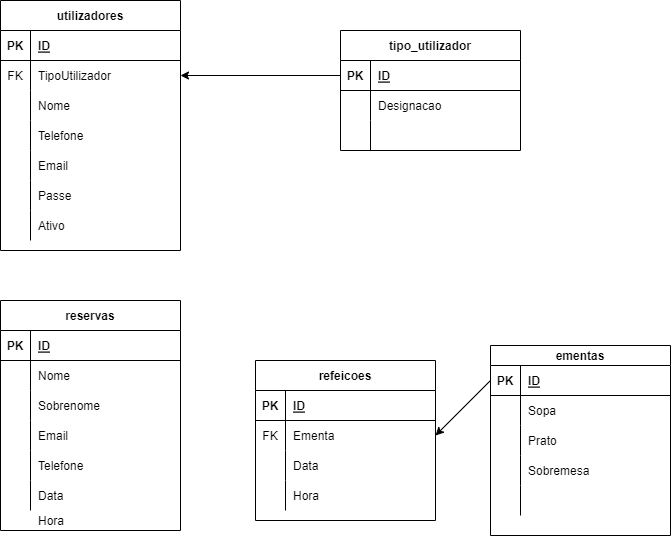 utilizadores
PK ID
FK TipoUtilizador
Nome
Telefone
Email
Passe
Ativo
tipo_utilizador
PK ID
Designacao
reservas
PK ID
Nome
Sobrenome
Email
Telefone
Data
Hora
refeicoes
PK ID
FK Ementa
Data
Hora
ementas
PK ID
Sopa
Prato
Sobremesa